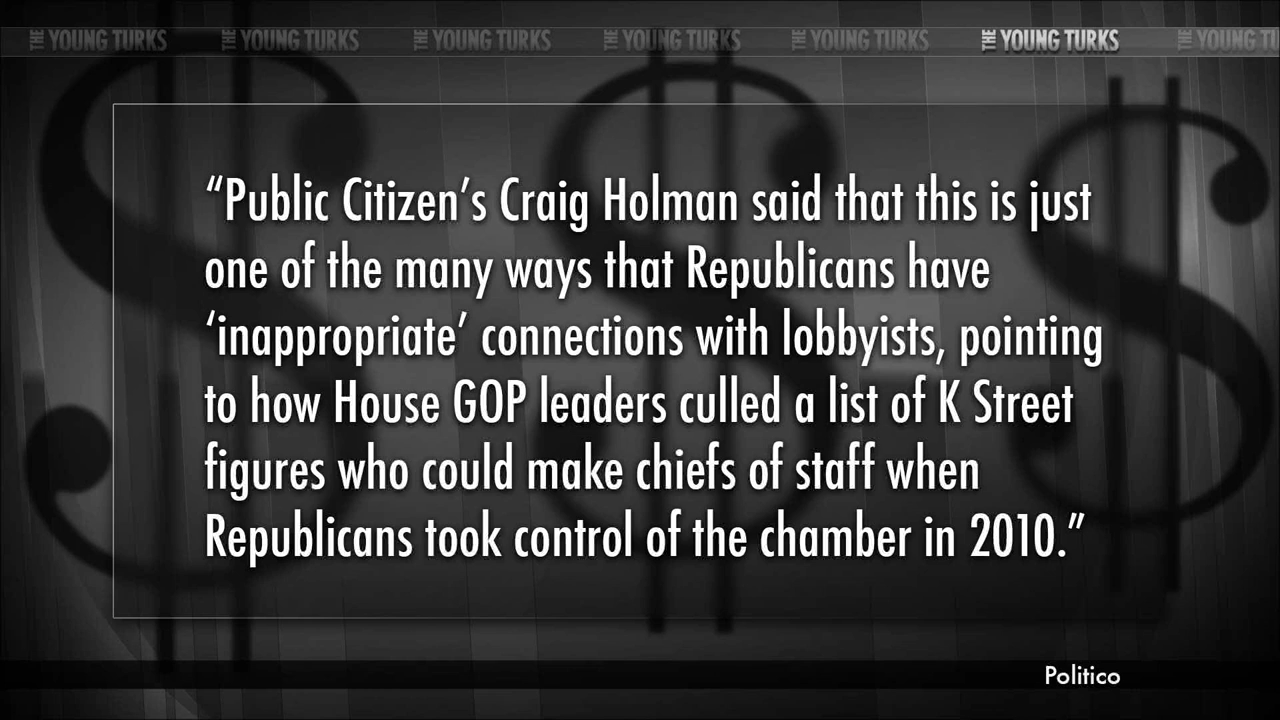 THE YOUNG TURKS THE YOUNG TURKS THE YOUNG TURKS THE YOUNG TURKS THE YOUNG TURKS THE YOUNG TURKS THE YOUNG T
“Public Citizen’s Craig Holman said that this is just
one of the many ways that Republicans have
‘inappropriate’ connections with lobbyists, pointing
to how House GOP leaders culled a list of K Street
figures who could make chiefs of staff when
Republicans took control of the chamber in 2010.”
Politico